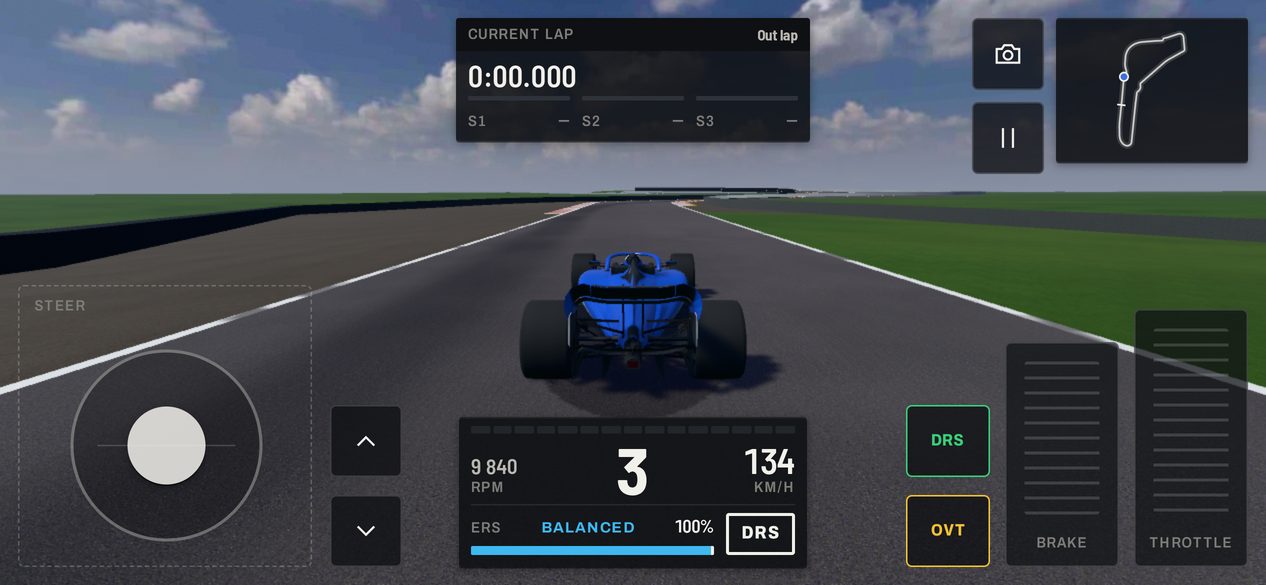 CURRENT LAP Out lap
0:00.000
S1 – S2 – S3 –
STEER
9 840 3 134
RPM KM/H
ERS BALANCED 100% DRS
DRS
OVT
BRAKE
THROTTLE